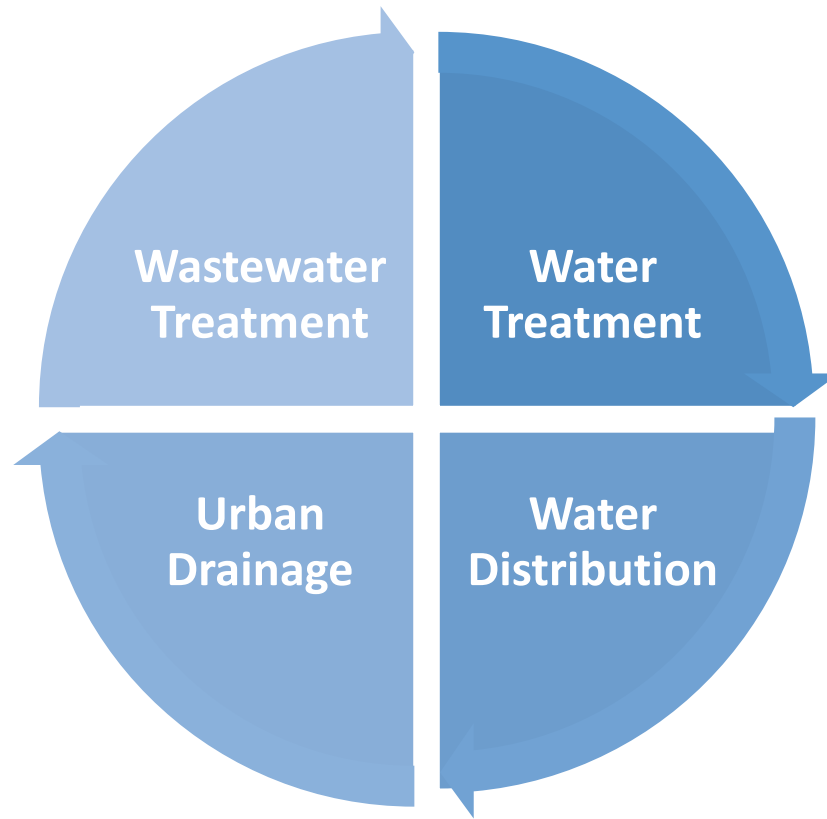 Wastewater
Treatment
Water
Treatment
Urban
Drainage
Water
Distribution